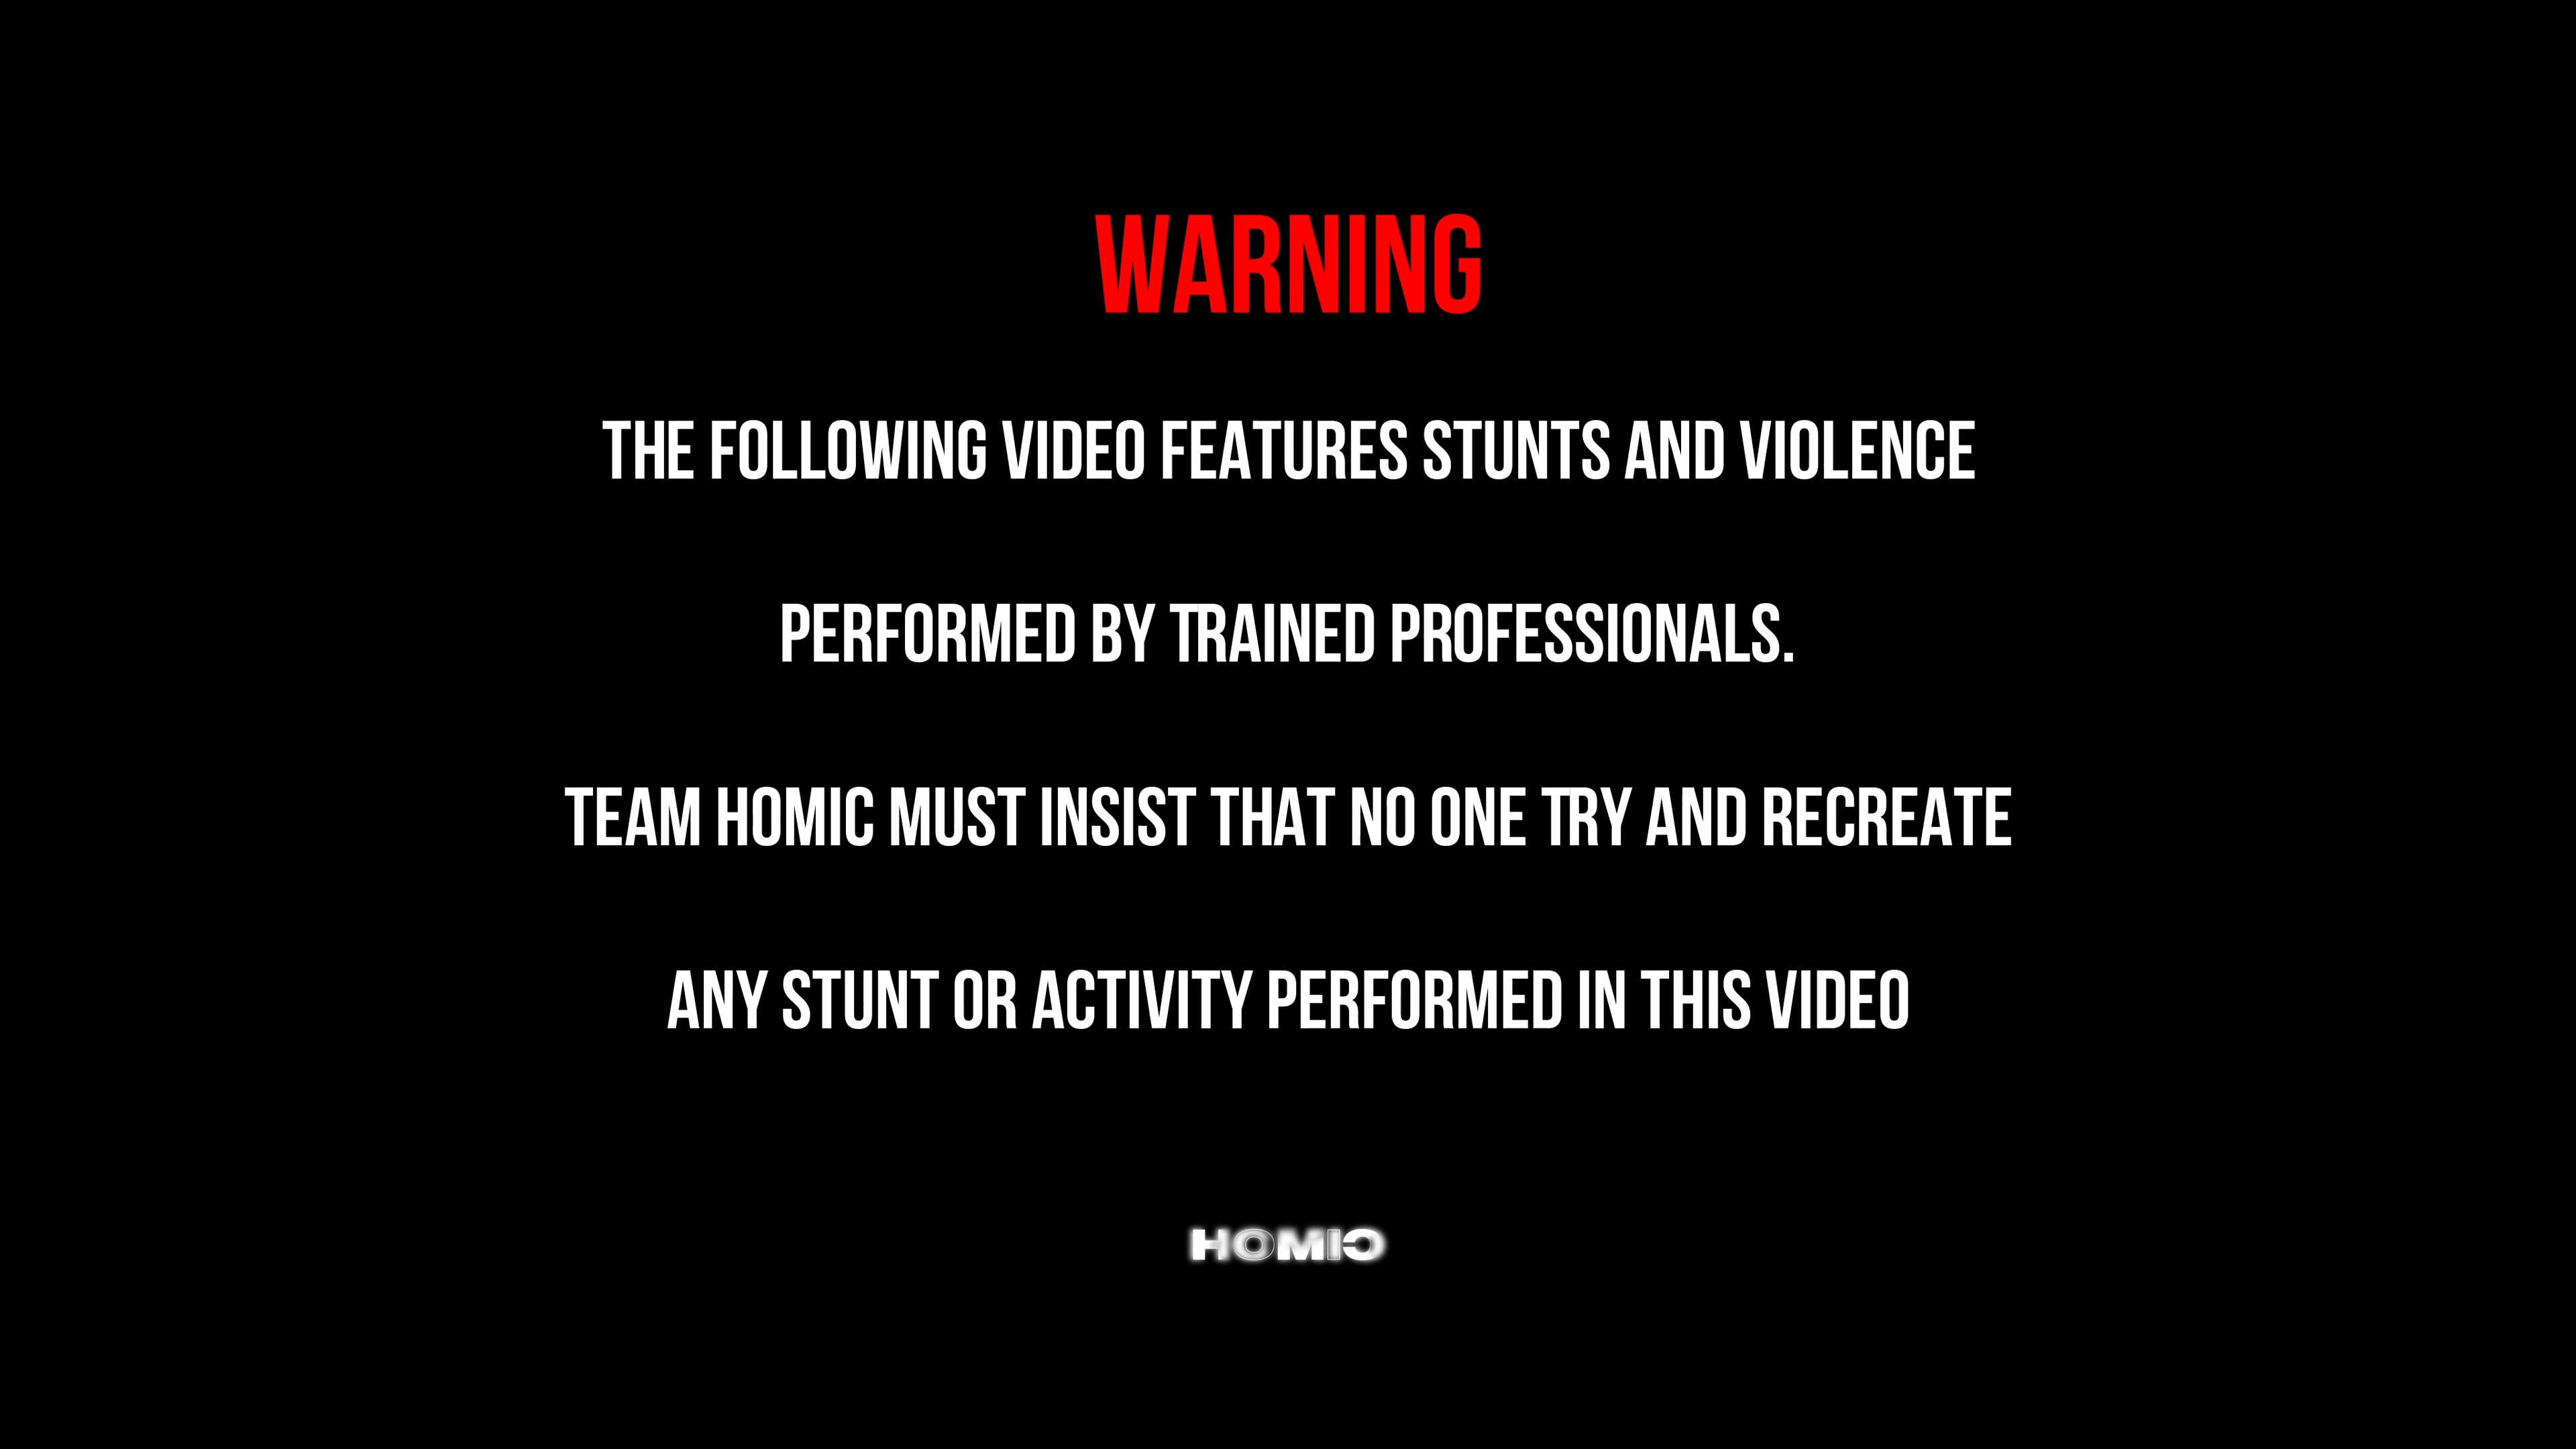 WARNING
THE FOLLOWING VIDEO FEATURES STUNTS AND VIOLENCE
PERFORMED BY TRAINED PROFESSIONALS.
TEAM HOMIC MUST INSIST THAT NO ONE TRY AND RECREATE
ANY STUNT OR ACTIVITY PERFORMED IN THIS VIDEO
HOMIC